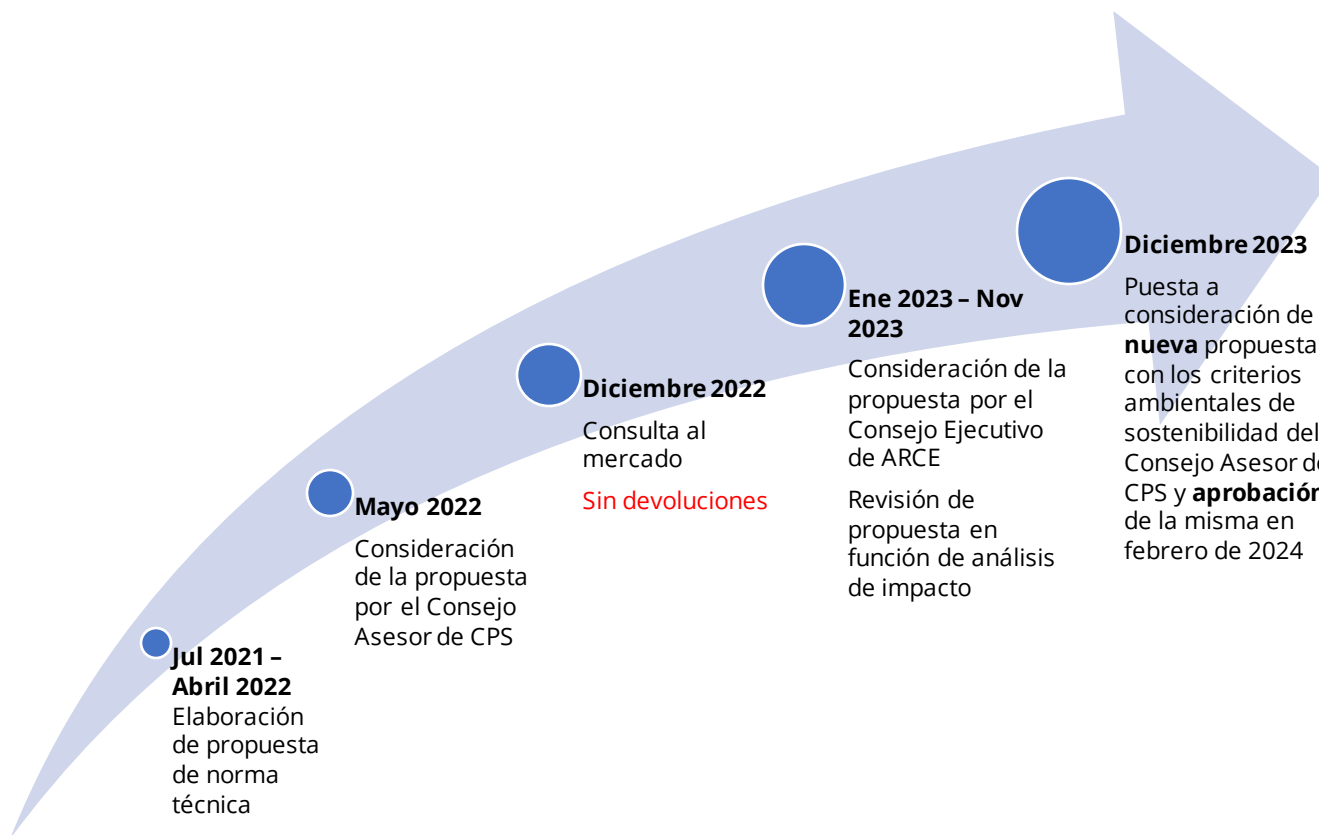 Jul 2021 –
Abril 2022
Elaboración
de propuesta
de norma
técnica
Mayo 2022
Consideración
de la propuesta
por el Consejo
Asesor de CPS
Diciembre 2022
Consulta al
mercado
Sin devoluciones
Ene 2023 – Nov
2023
Consideración de la
propuesta por el
Consejo Ejecutivo
de ARCE
Revisión de
propuesta en
función de análisis
de impacto
Diciembre 2023
Puesta a
consideración de
nueva propuesta
con los criterios
ambientales de
sostenibilidad del
Consejo Asesor de
CPS y aprobación
de la misma en
febrero de 2024